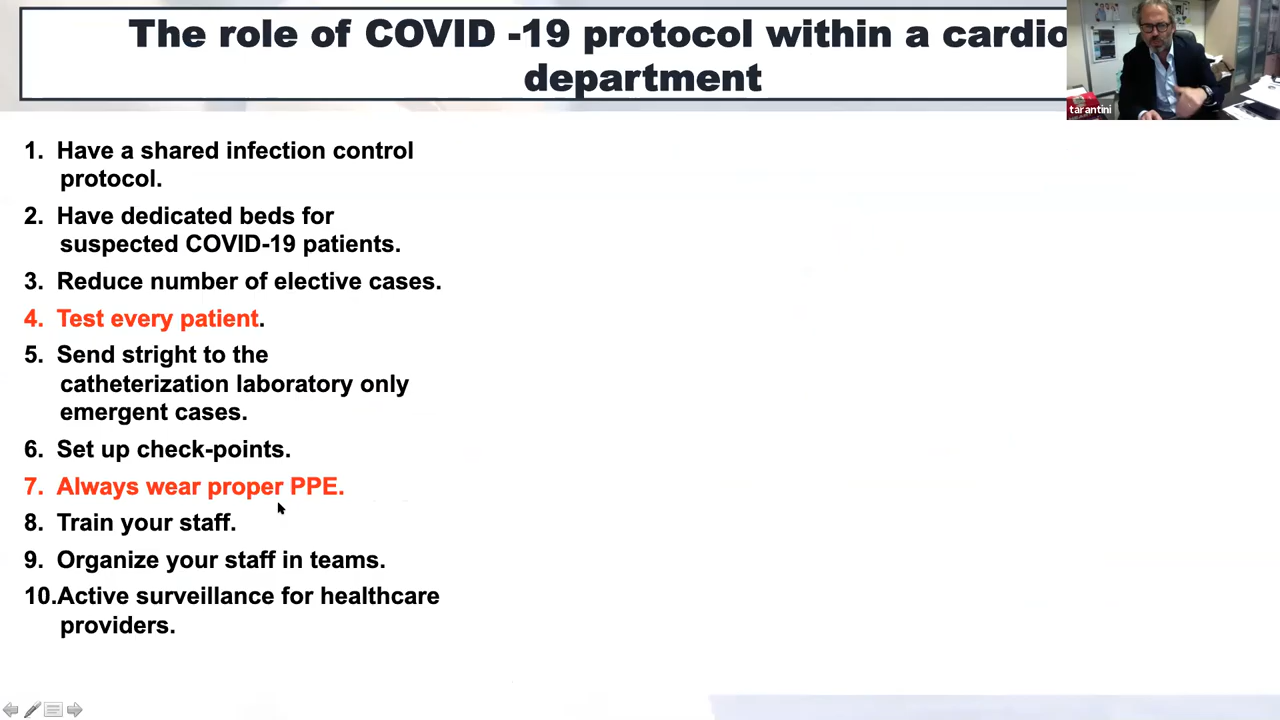 The role of COVID -19 protocol within a cardio
department
tarantini
1. Have a shared infection control
protocol.
2. Have dedicated beds for
suspected COVID-19 patients.
3. Reduce number of elective cases.
4. Test every patient.
5. Send stright to the
catheterization laboratory only
emergent cases.
6. Set up check-points.
7. Always wear proper PPE.
8. Train your staff.
9. Organize your staff in teams.
10.Active surveillance for healthcare
providers.